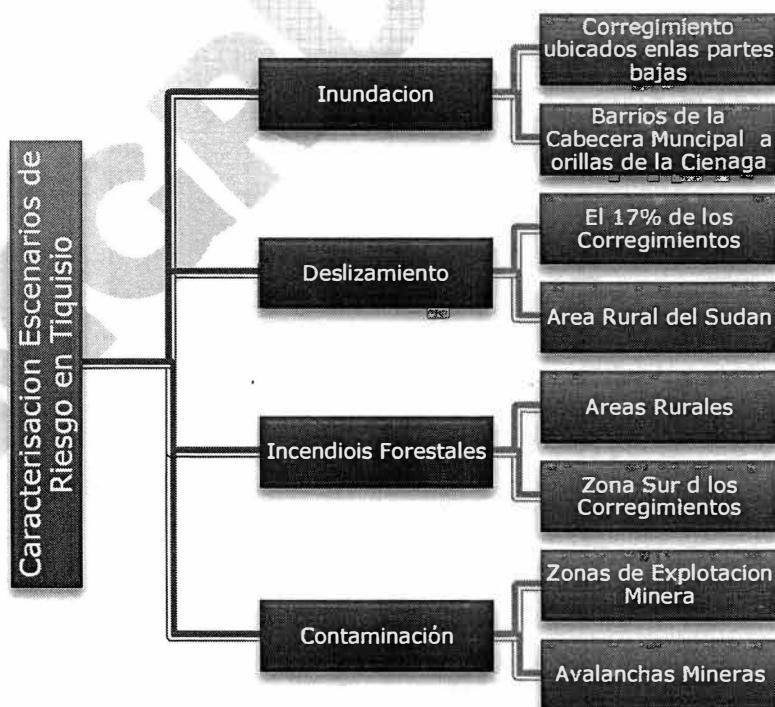 Caracterisacion Escenarios de
Riesgo en Tiquisio
Inundacion
Corregimiento
ubicados enlas partes
bajas
Barrios de la
Cabecera Muncipal a
orillas de la Cienaga
Deslizamiento
El 17% de los
Corregimientos
Area Rural del Sudan
Incendiois Forestales
Areas Rurales
Zona Sur d los
Corregimientos
Contaminación
Zonas de Explotacion
Minera
Avalanchas Mineras